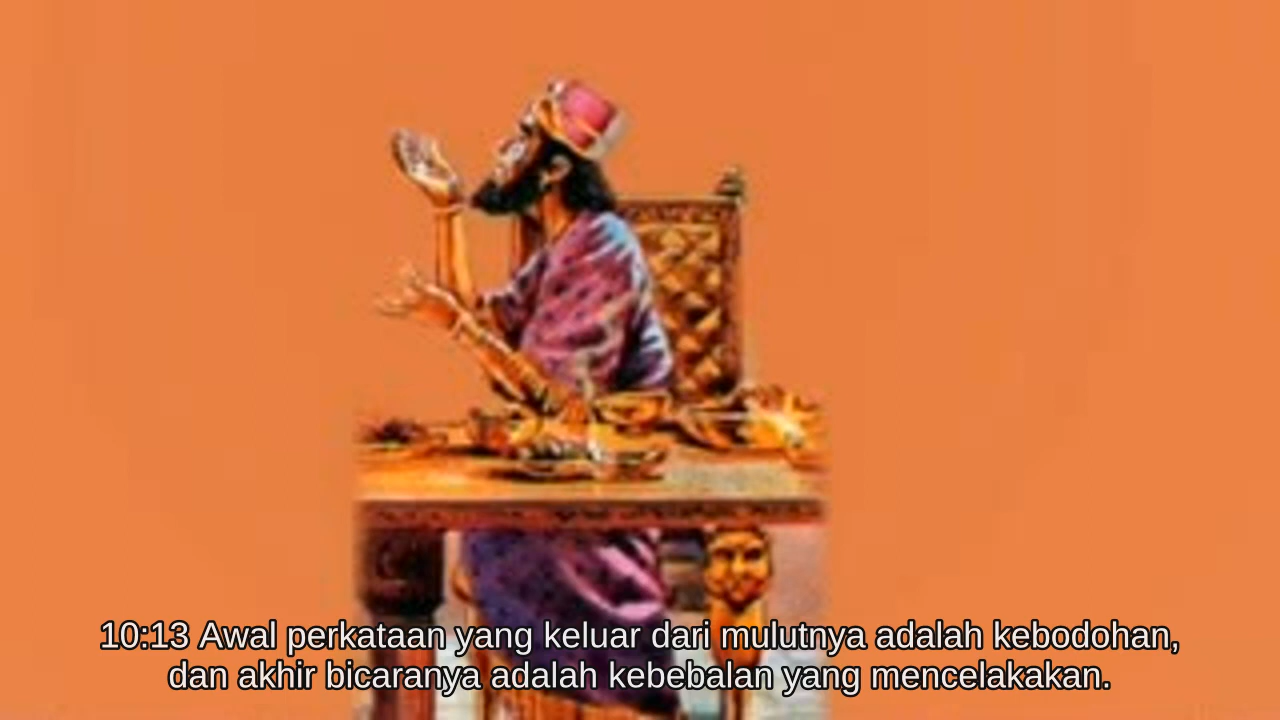 10:13 Awal perkataan yang keluar dari mulutnya adalah kebodohan,
dan akhir bicaranya adalah kebebalan yang mencelakakan.